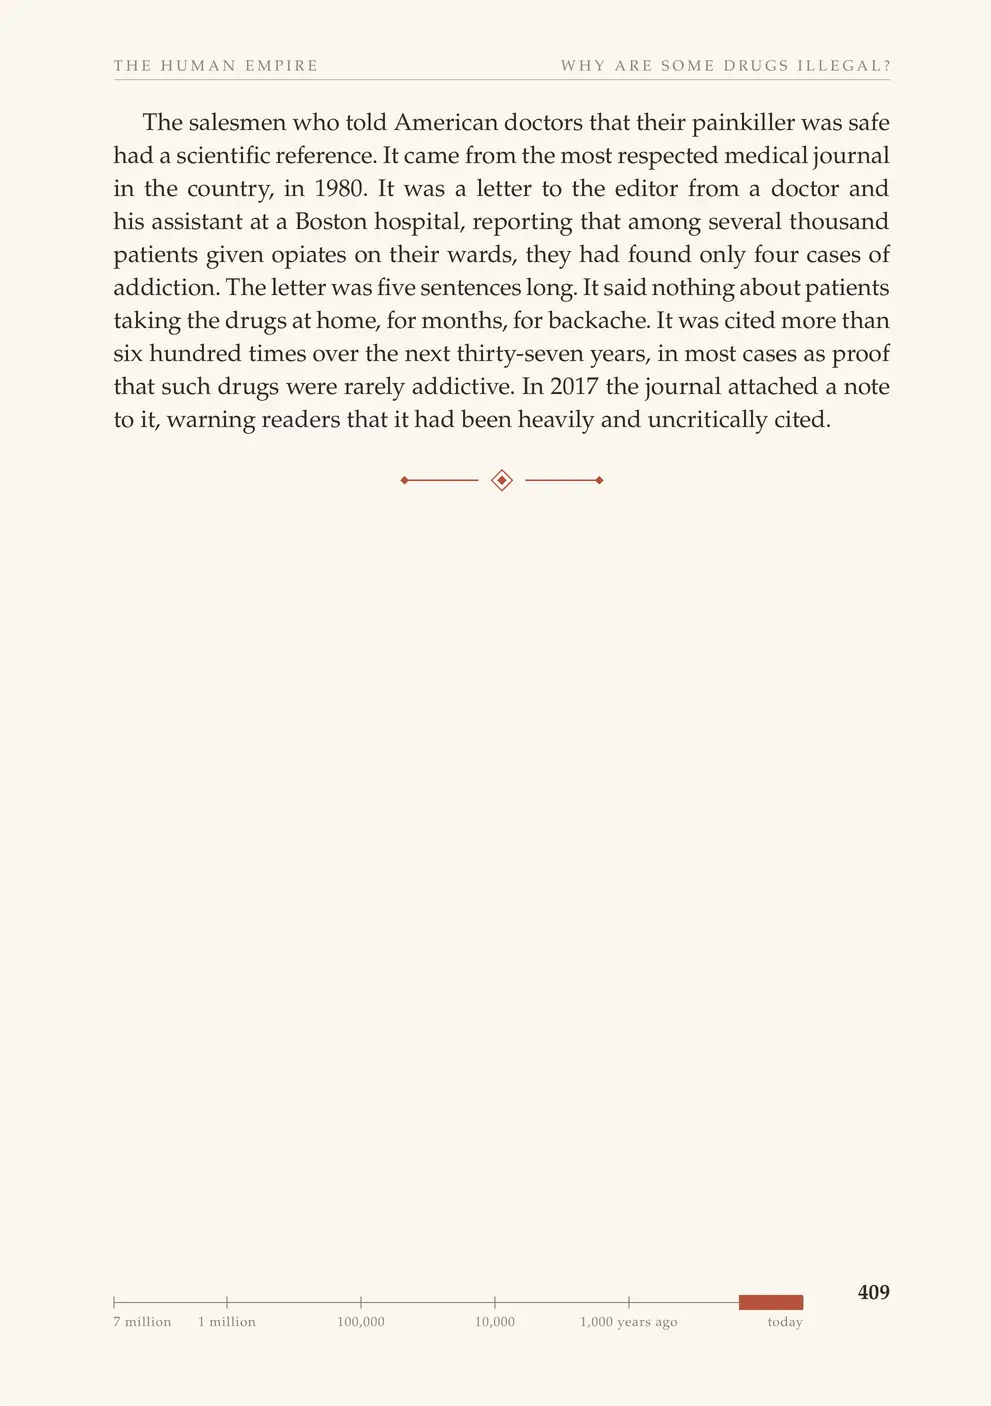 THE HUMAN EMPIRE
WHY ARE SOME DRUGS ILLEGAL?
The salesmen who told American doctors that their painkiller was safe
had a scientific reference. It came from the most respected medical journal
in the country, in 1980. It was a letter to the editor from a doctor and
his assistant at a Boston hospital, reporting that among several thousand
patients given opiates on their wards, they had found only four cases of
addiction. The letter was five sentences long. It said nothing about patients
taking the drugs at home, for months, for backache. It was cited more than
six hundred times over the next thirty-seven years, in most cases as proof
that such drugs were rarely addictive. In 2017 the journal attached a note
to it, warning readers that it had been heavily and uncritically cited.
409
7 million 1 million 100,000 10,000 1,000 years ago today